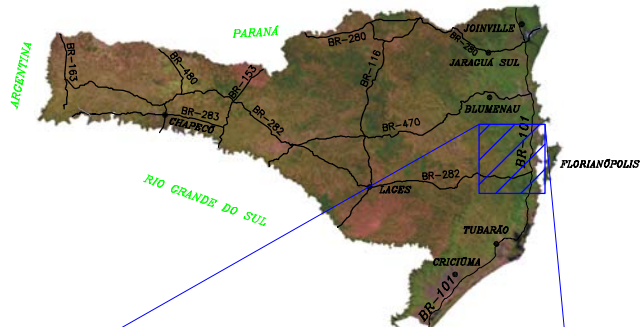 JOINVILLE
PARANÁ
BR-280
BR-280
JARAGUÁ SUL
ARGENTINA
BR-163
BR-480
BR-153
BR-116
BLUMENAU
BR-283
CHAPECÓ
BR-282
BR-470
BR-101
FLORIANÓPOLIS
BR-282
LAGES
RIO GRANDE DO SUL
TUBARÃO
CRICIÚMA
BR-101